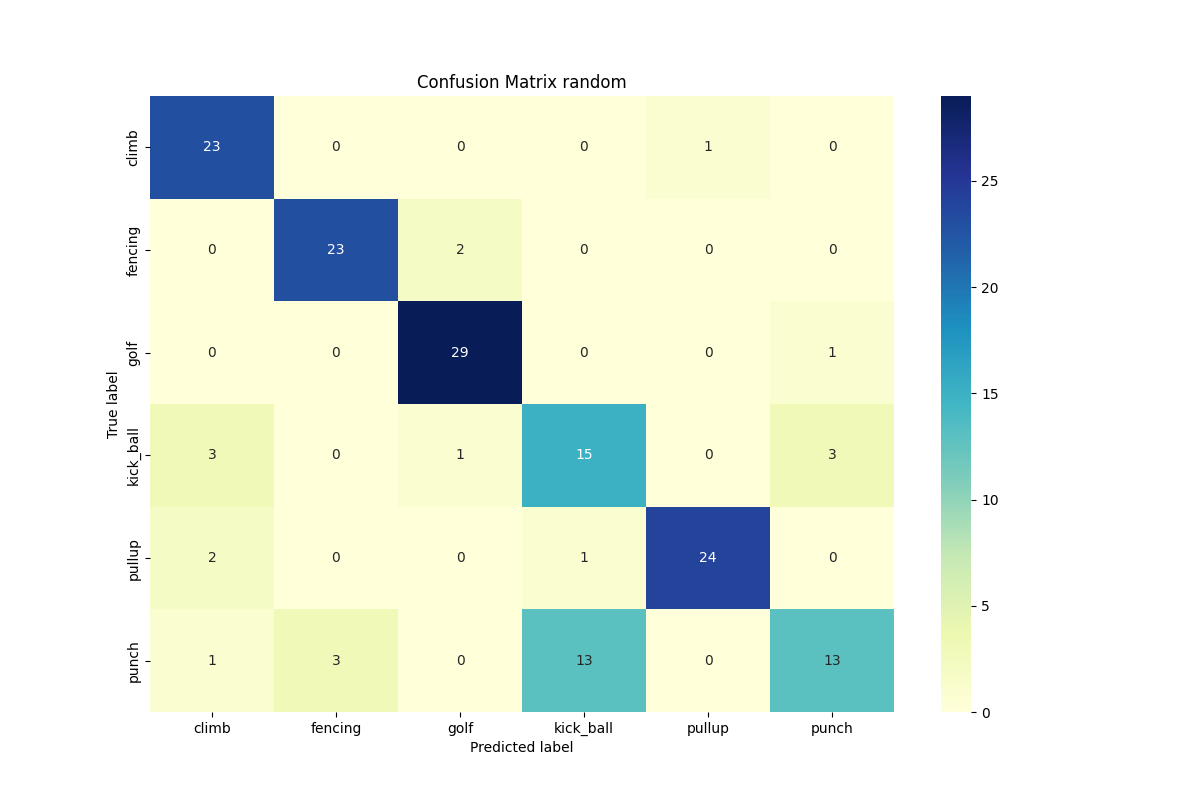 Confusion Matrix random
climb 23 0 0 0 1 0
fencing 0 23 2 0 0 0
golf 0 0 29 0 0 1
kick_ball 3 0 1 15 0 3
pullup 2 0 0 1 24 0
punch 1 3 0 13 0 13
climb fencing golf kick_ball pullup punch
True label
Predicted label
25
20
15
10
5
0